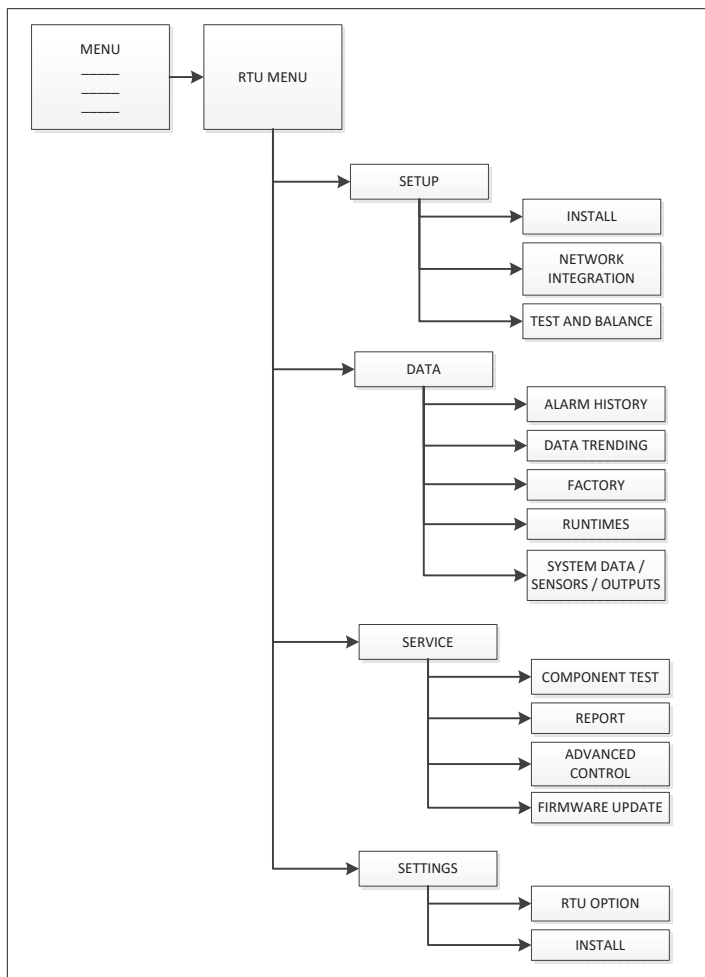 MENU
RTU MENU
SETUP
INSTALL
NETWORK
INTEGRATION
TEST AND BALANCE
DATA
ALARM HISTORY
DATA TRENDING
FACTORY
RUNTIMES
SYSTEM DATA /
SENSORS / OUTPUTS
SERVICE
COMPONENT TEST
REPORT
ADVANCED
CONTROL
FIRMWARE UPDATE
SETTINGS
RTU OPTION
INSTALL